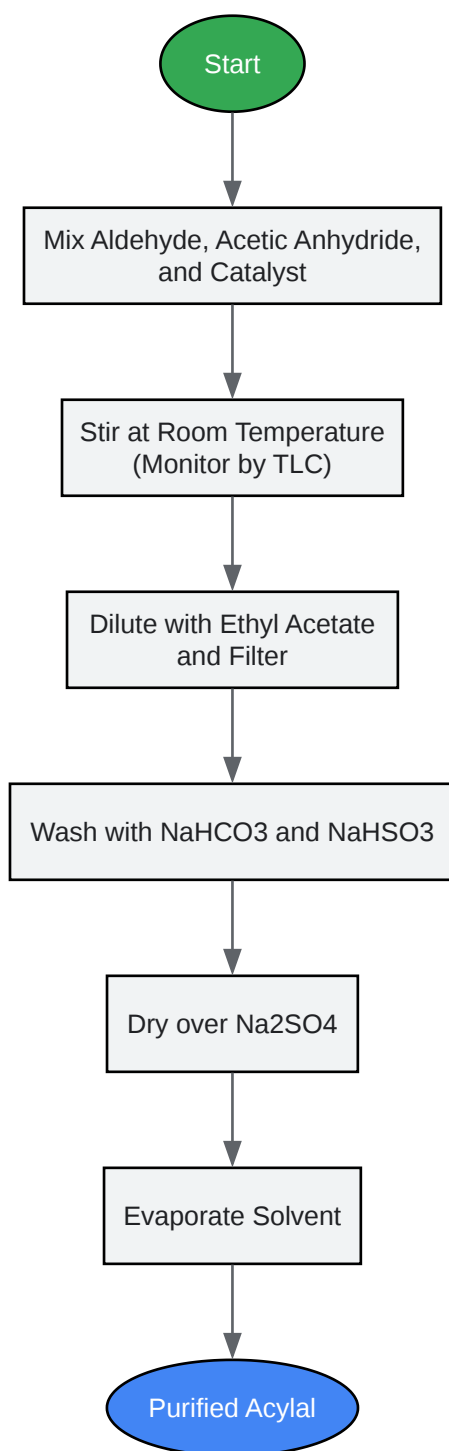 Start
Mix Aldehyde, Acetic Anhydride,
and Catalyst
Stir at Room Temperature
(Monitor by TLC)
Dilute with Ethyl Acetate
and Filter
Wash with NaHCO3 and NaHSO3
Dry over Na2SO4
Evaporate Solvent
Purified Acylal